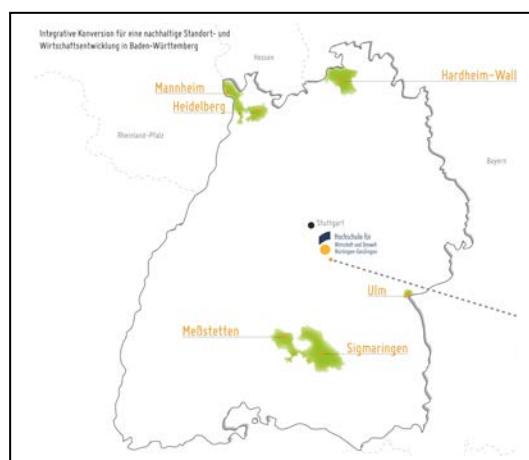 Integrative Konversion für eine nachhaltige Standort- und
Wirtschaftsentwicklung in Baden-Württemberg
Hessen
Hardheim-Wall
Mannheim
Heidelberg
Rheinland-Pfalz
Bayern
Stuttgart
Hochschule für
Wirtschaft und Umwelt
Nürtingen-Geislingen
Ulm
Meßstetten
Sigmaringen